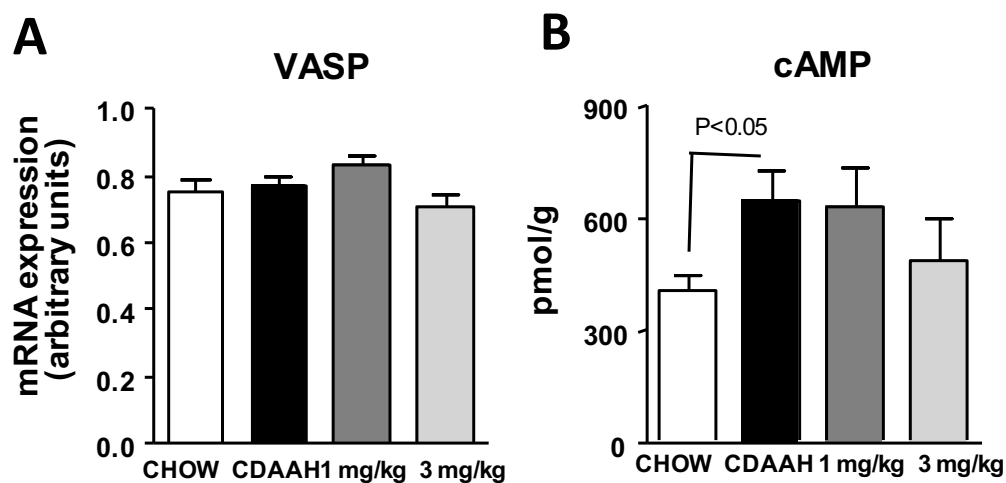 A
VASP
mRNA expression
(arbitrary units)
1.0
0.8
0.6
0.4
0.2
0.0
CHOW CDAAH 1 mg/kg 3 mg/kg
B
cAMP
pmol/g
900
600
300
0
P<0.05
CHOW CDAAH 1 mg/kg 3 mg/kg